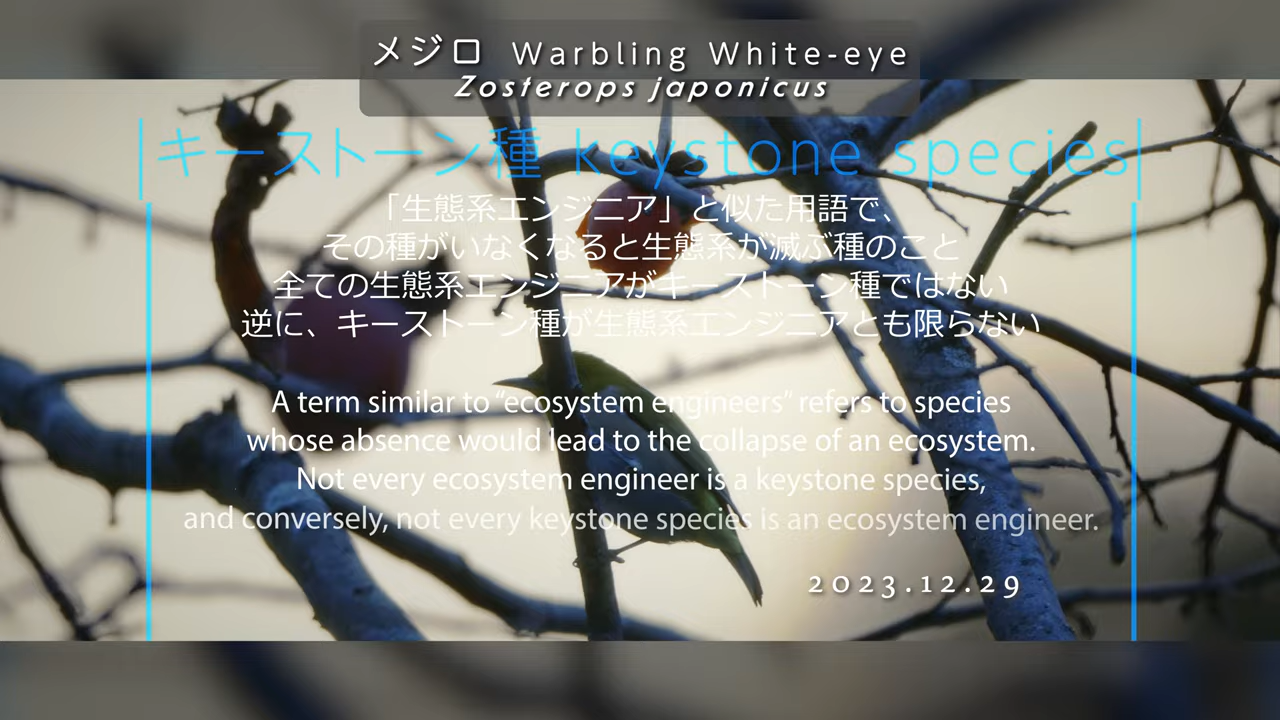 メジロ Warbling White-eye
Zosterops japonicus
キーストーン種 keystone species
「生態系エンジニア」と似た用語で、
その種がいなくなると生態系が滅ぶ種のこと
全ての生態系エンジニアがキーストーン種ではない
逆に、キーストーン種が生態系エンジニアとも限らない
A term similar to “ecosystem engineers” refers to species
whose absence would lead to the collapse of an ecosystem.
Not every ecosystem engineer is a keystone species,
and conversely, not every keystone species is an ecosystem engineer.
2023.12.29